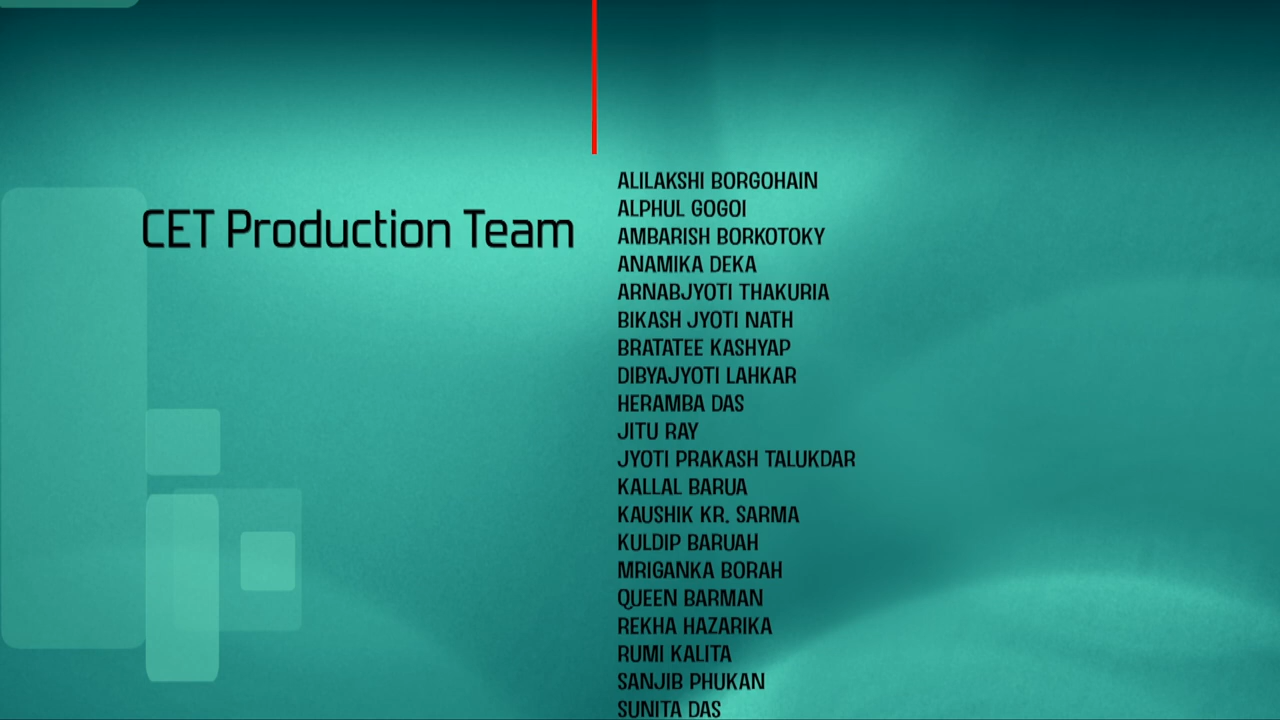 CET Production Team
ALILAKSHI BORGOHAIN
ALPHUL GOGOI
AMBARISH BORKOTOKY
ANAMIKA DEKA
ARNABJYOTI THAKURIA
BIKASH JYOTI NATH
BRATATEE KASHYAP
DIBYAJYOTI LAHKAR
HERAMBA DAS
JITU RAY
JYOTI PRAKASH TALUKDAR
KALLAL BARUA
KAUSHIK KR. SARMA
KULDIP BARUAH
MRIGANKA BORAH
QUEEN BARMAN
REKHA HAZARIKA
RUMI KALITA
SANJIB PHUKAN
SUNITA DAS